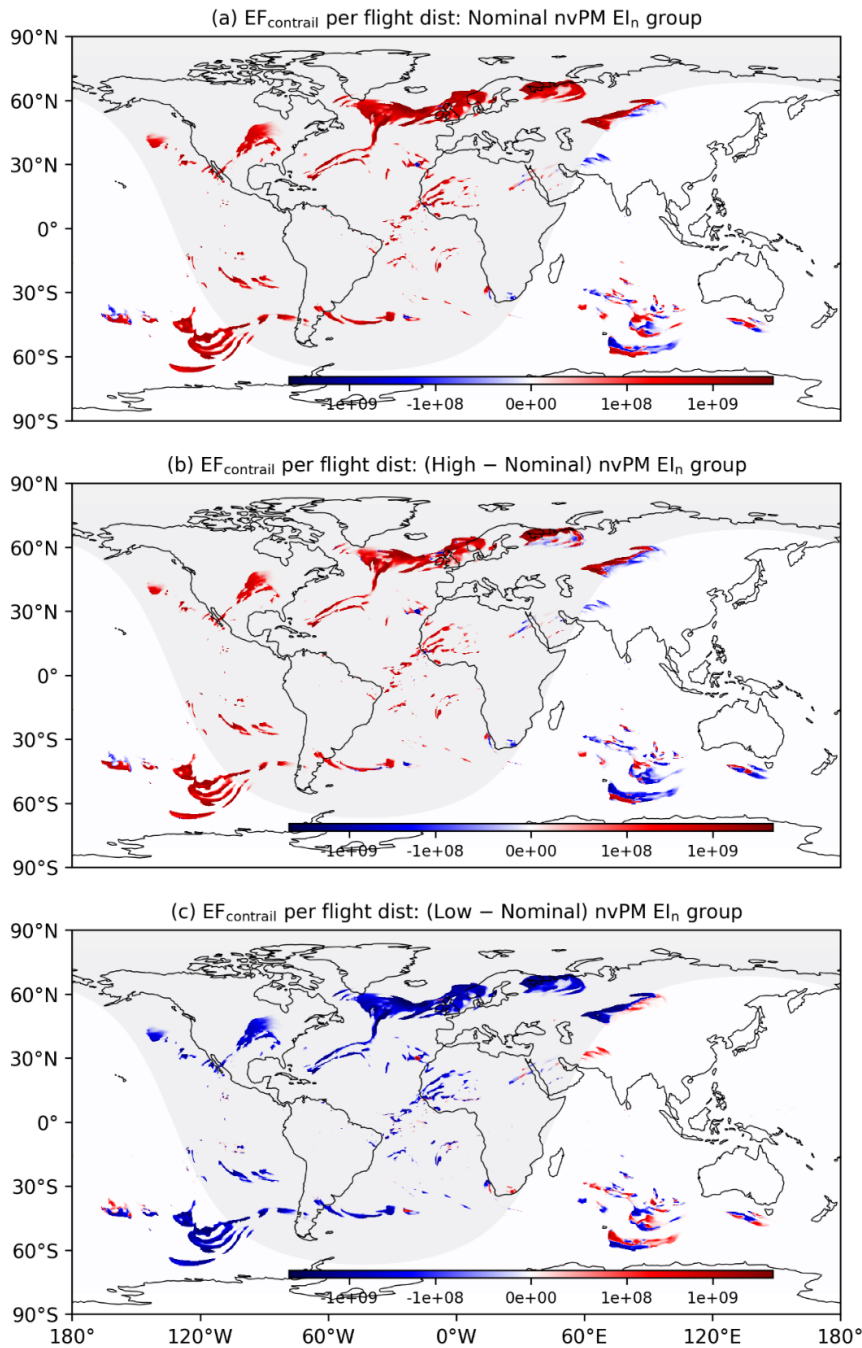 (a) EFcontrail per flight dist: Nominal nvPM EIn group
90°N
60°N
30°N
0°
30°S
60°S
90°S
-1e+09 -1e+08 0e+00 1e+08 1e+09
(b) EFcontrail per flight dist: (High − Nominal) nvPM EIn group
90°N
60°N
30°N
0°
30°S
60°S
90°S
-1e+09 -1e+08 0e+00 1e+08 1e+09
(c) EFcontrail per flight dist: (Low − Nominal) nvPM EIn group
90°N
60°N
30°N
0°
30°S
60°S
90°S
-1e+09 -1e+08 0e+00 1e+08 1e+09
180° 120°W 60°W 0°W 60°E 120°E 180°